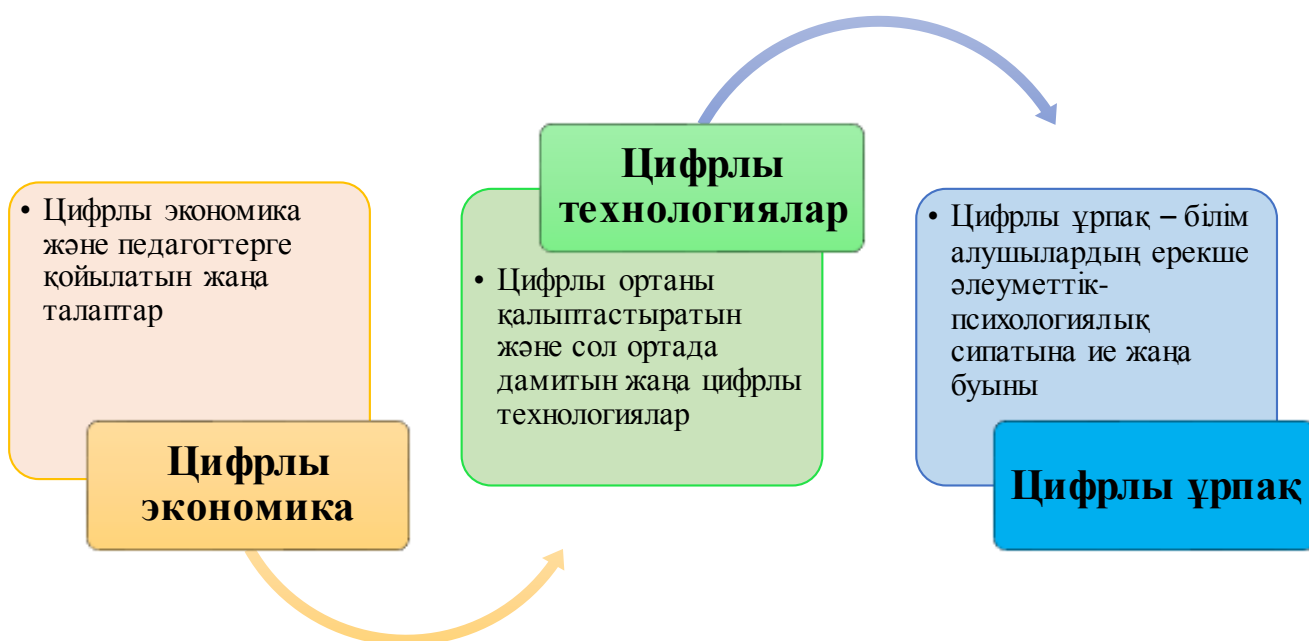 • Цифрлы экономика
және педагогтерге
қойылатын жаңа
талаптар
Цифрлы
экономика
Цифрлы
технологиялар
• Цифрлы ортаны
қалыптастыратын
және сол ортада
дамитын жаңа цифрлы
технологиялар
• Цифрлы ұрпақ – білім
алушылардың ерекше
әлеуметтік-
психологиялық
сипатына ие жаңа
буыны
Цифрлы ұрпақ